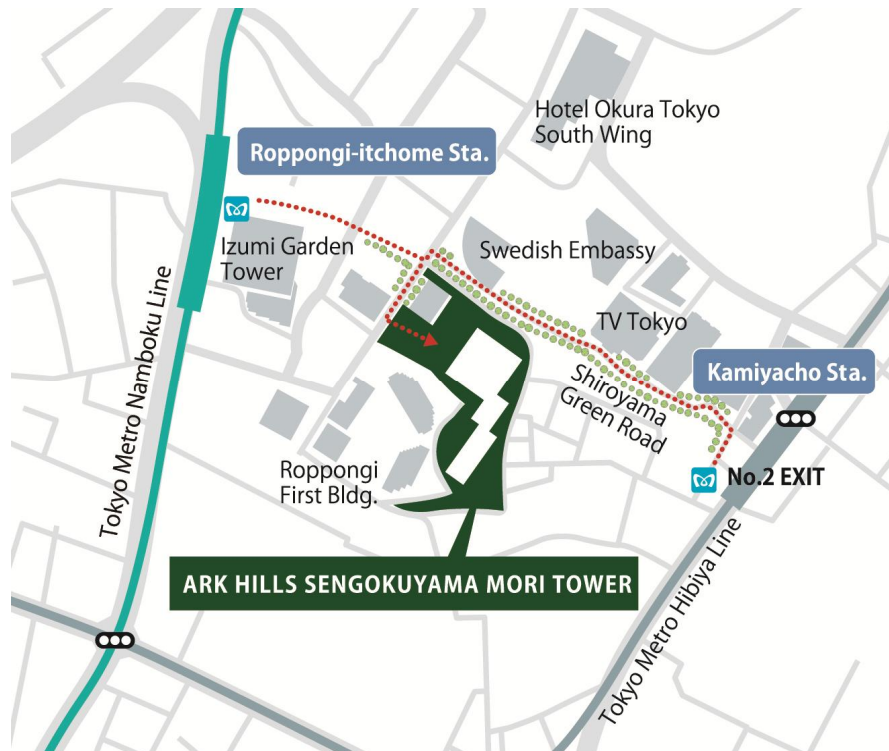 Hotel Okura Tokyo
South Wing
Roppongi-itchome Sta.
Izumi Garden
Tower
Swedish Embassy
TV Tokyo
Kamiyacho Sta.
Shiroyama
Green Road
Tokyo Metro Namboku Line
Roppongi
First Bldg.
No.2 EXIT
ARK HILLS SENGOKUYAMA MORI TOWER
Tokyo Metro Hibiya Line